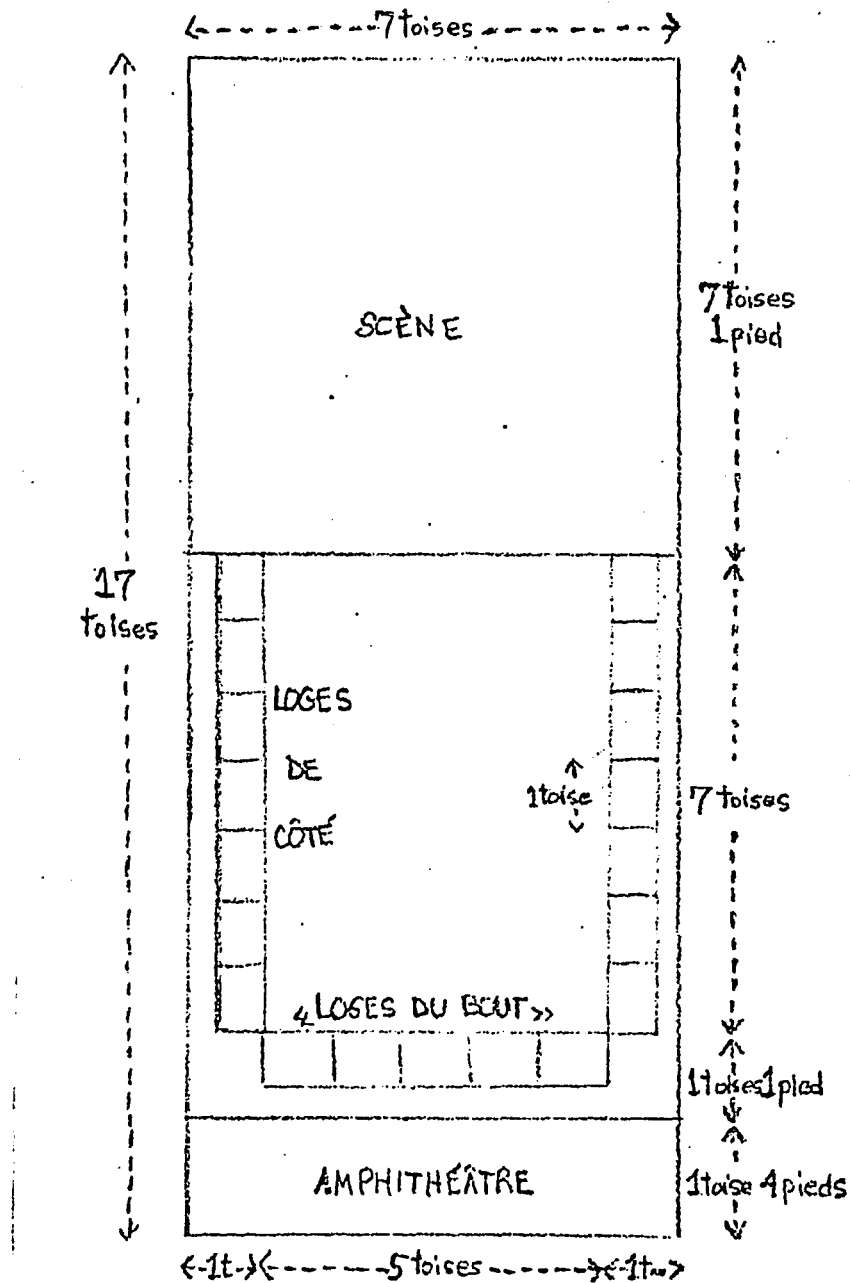 7 toises
SCÈNE
7 toises
1 pied
17
toises
LOGES
DE
CÔTÉ
1 toise
7 toises
« LOGES DU BOUT »
1 toises 1 pied
AMPHITHÉÂTRE
1 toise 4 pieds
1t
5 toises
1t